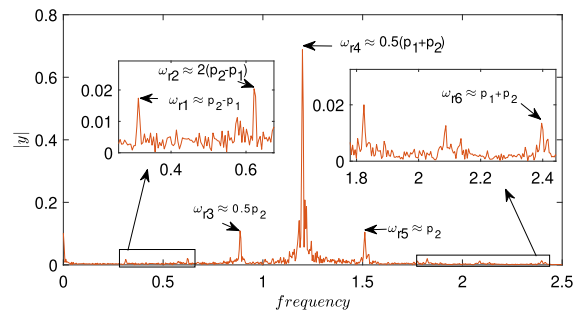 0.8
ω_r4 ≈ 0.5(p_1+p_2)
ω_r2 ≈ 2(p_2-p_1)
0.6
0.02
ω_r1 ≈ p_2-p_1
ω_r6 ≈ p_1+p_2
0.02
0.01
|y|
0.4
0
0.4
0.6
0
1.8
2
2.2
2.4
0.2
ω_r3 ≈ 0.5p_2
ω_r5 ≈ p_2
0
0
0.5
1
1.5
2
2.5
frequency